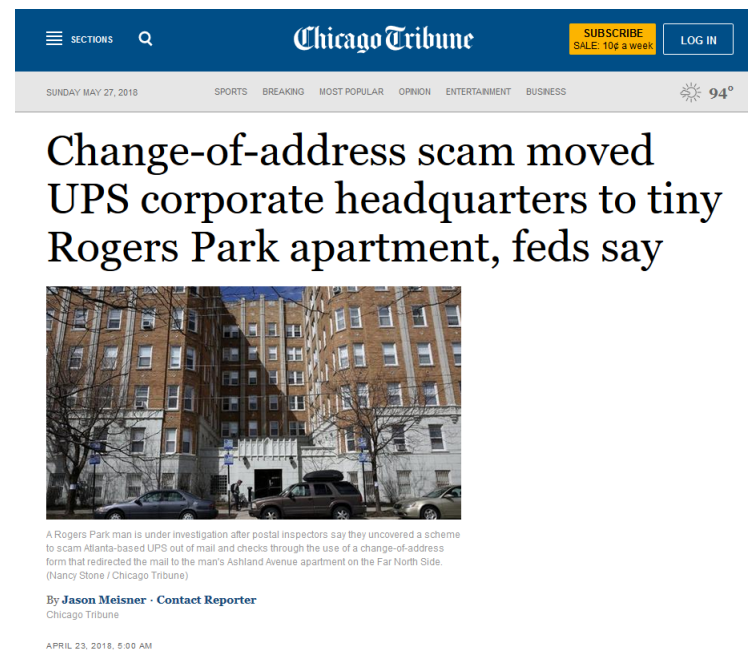 SECTIONS
Chicago Tribune
SUBSCRIBE
SALE: 10¢ a week
LOG IN
SUNDAY MAY 27, 2018
SPORTS BREAKING MOST POPULAR OPINION ENTERTAINMENT BUSINESS
94°
Change-of-address scam moved
UPS corporate headquarters to tiny
Rogers Park apartment, feds say
A Rogers Park man is under investigation after postal inspectors say they uncovered a scheme
to scam Atlanta-based UPS out of mail and checks through the use of a change-of-address
form that redirected the mail to the man's Ashland Avenue apartment on the Far North Side.
(Nancy Stone / Chicago Tribune)
By Jason Meisner · Contact Reporter
Chicago Tribune
APRIL 23, 2018, 5:00 AM